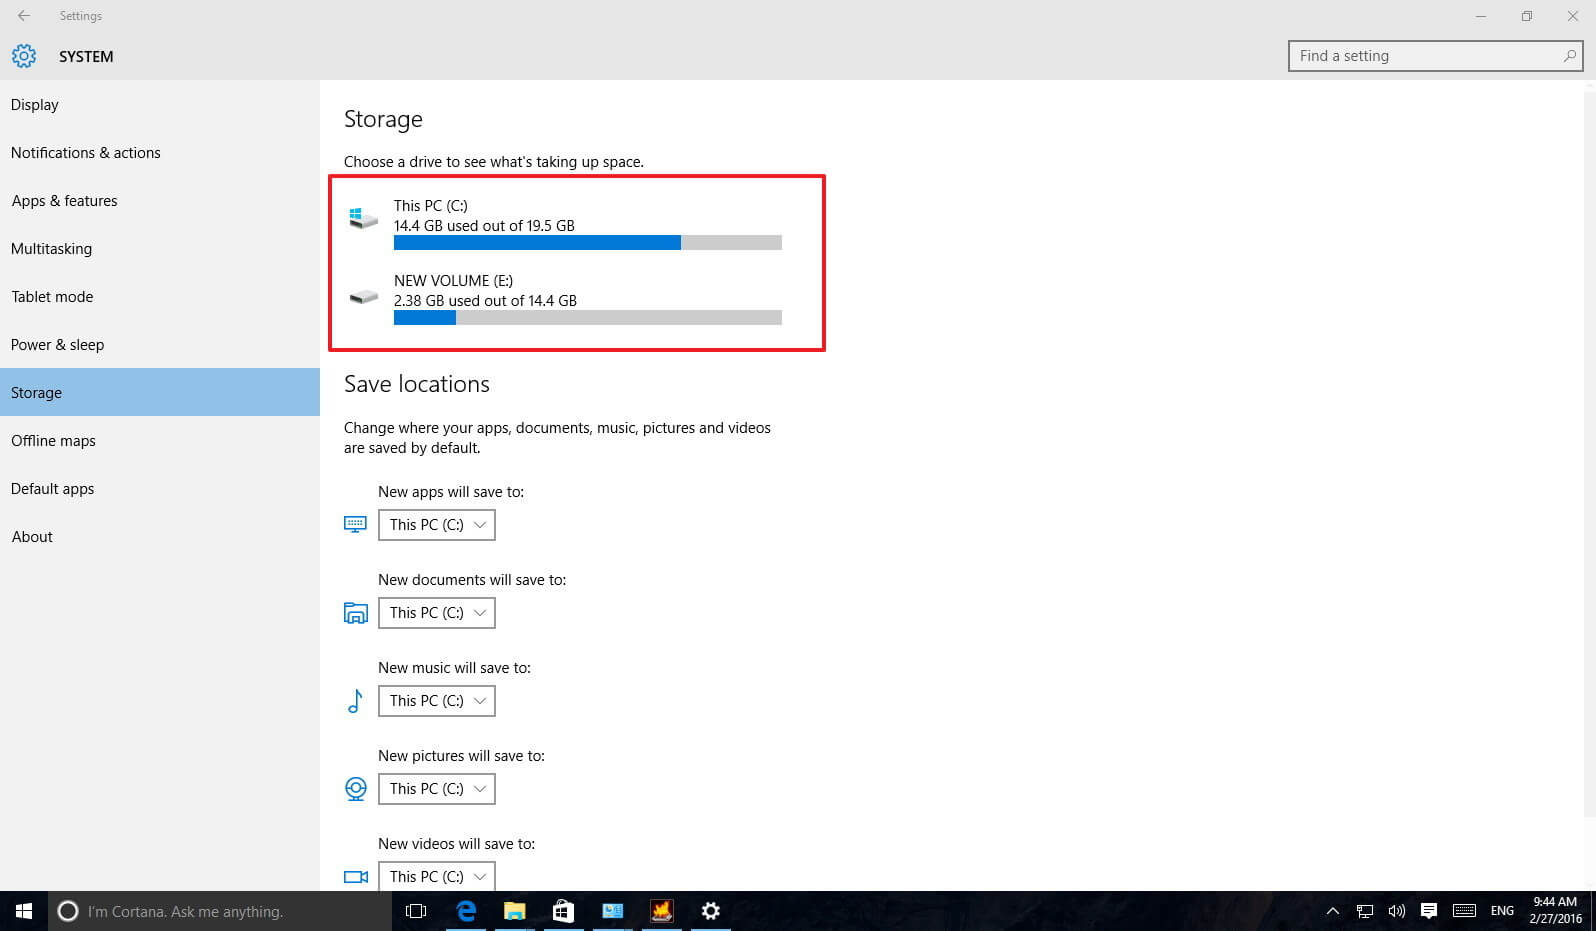 Settings
SYSTEM
Find a setting
Display
Notifications & actions
Apps & features
Multitasking
Tablet mode
Power & sleep
Storage
Offline maps
Default apps
About
Storage
Choose a drive to see what's taking up space.
This PC (C:)
14.4 GB used out of 19.5 GB
NEW VOLUME (E:)
2.38 GB used out of 14.4 GB
Save locations
Change where your apps, documents, music, pictures and videos
are saved by default.
New apps will save to:
This PC (C:)
New documents will save to:
This PC (C:)
New music will save to:
This PC (C:)
New pictures will save to:
This PC (C:)
New videos will save to:
This PC (C:)
I'm Cortana. Ask me anything.
ENG
9:44 AM
2/27/2016